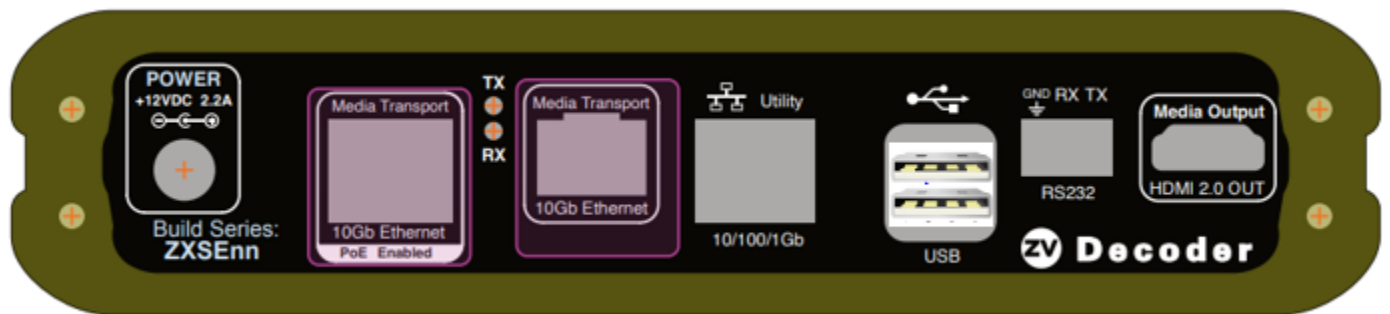 POWER
+12VDC 2.2A
Build Series:
ZXSEnn
Media Transport
10Gb Ethernet
PoE Enabled
TX
RX
Media Transport
10Gb Ethernet
Utility
10/100/1Gb
USB
GND RX TX
RS232
Media Output
HDMI 2.0 OUT
ZV Decoder